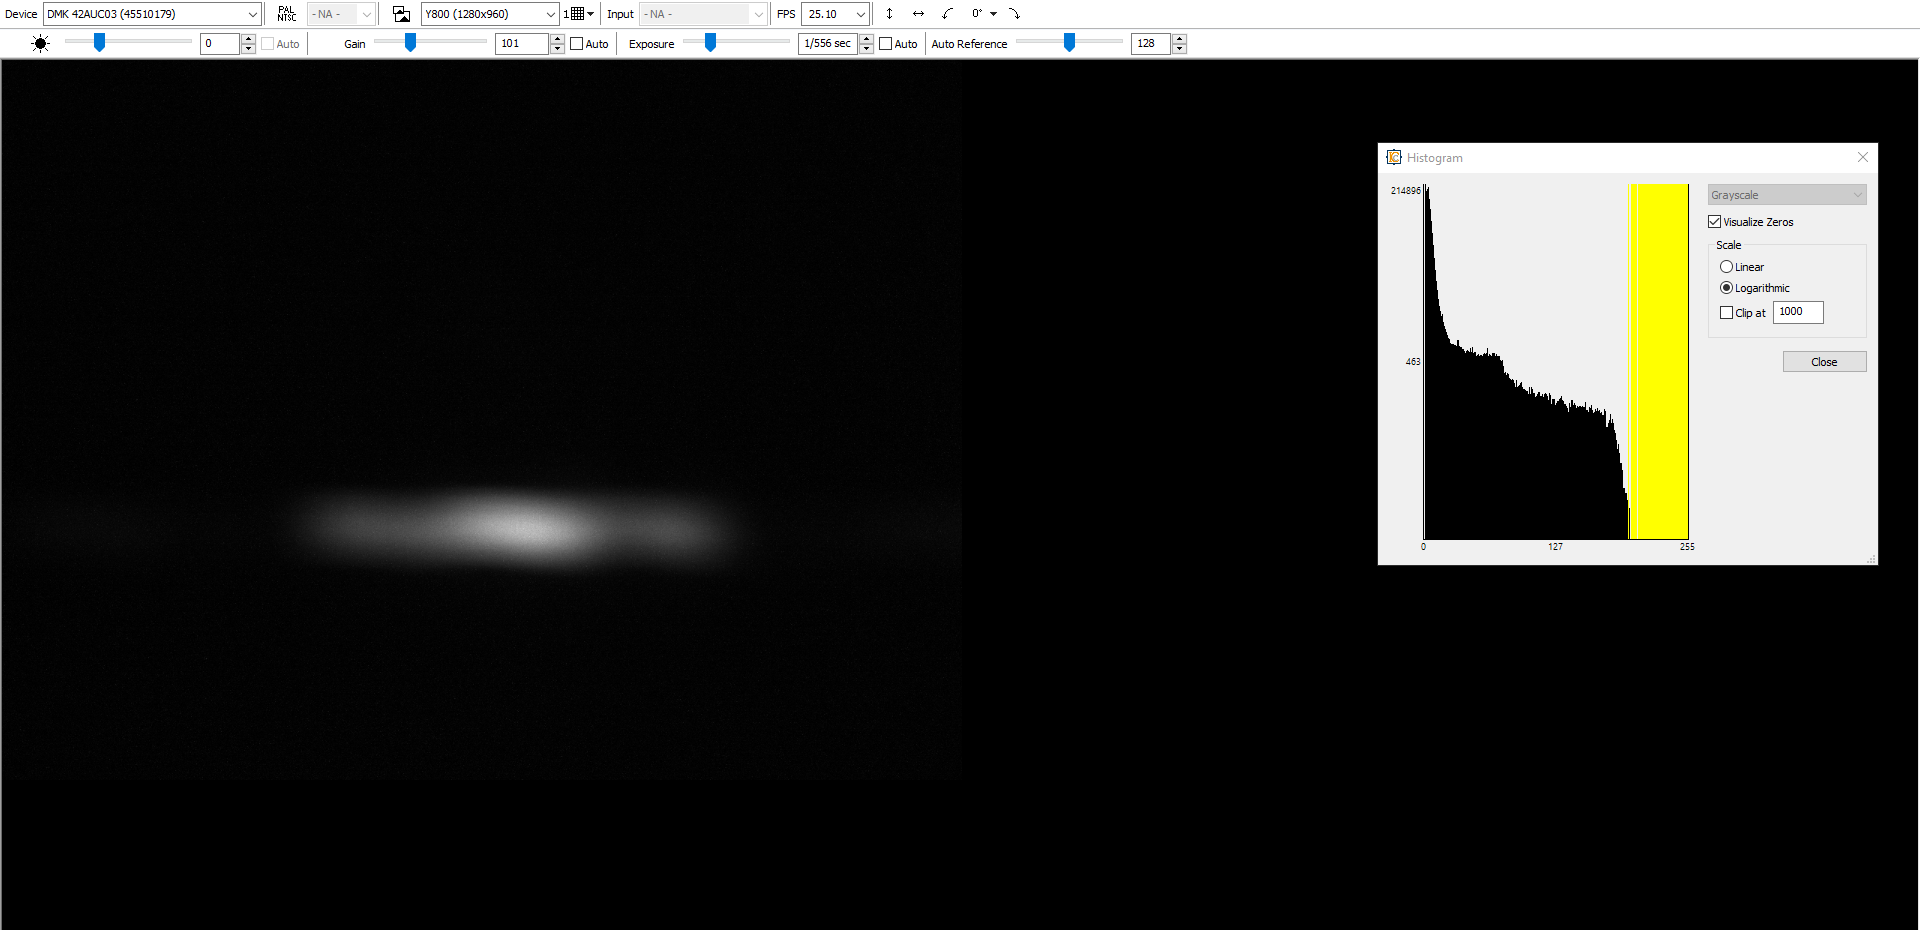 Device DMK 42AUC03 (45510179) PAL NTSC - NA - Y800 (1280x960) 1 Input - NA - FPS 25.10 0°
0 Auto Gain 101 Auto Exposure 1/556 sec Auto Auto Reference 128
Histogram
214896
463
0 127 255
Grayscale
Visualize Zeros
Scale
Linear
Logarithmic
Clip at 1000
Close